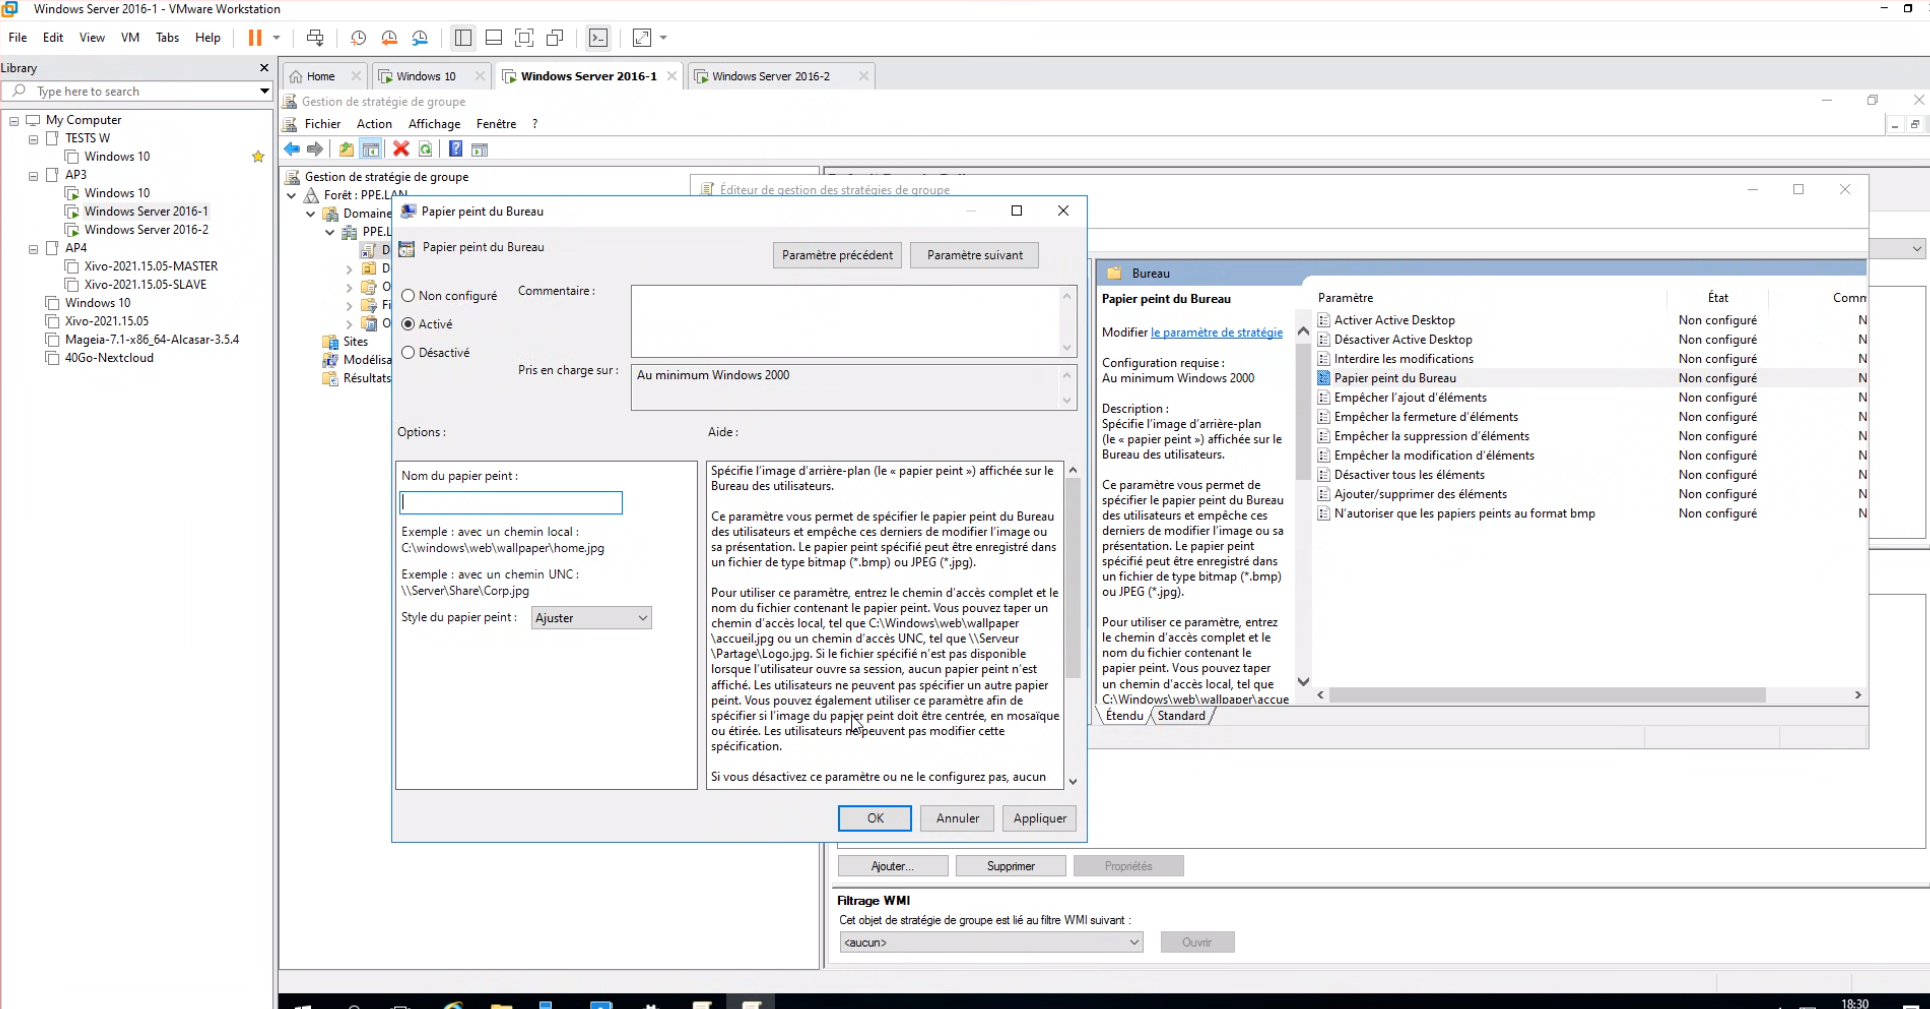 Windows Server 2016-1 - VMware Workstation
File Edit View VM Tabs Help
Library
Type here to search
My Computer
TESTS W
Windows 10
AP3
Windows 10
Windows Server 2016-1
Windows Server 2016-2
AP4
Xivo-2021.15.05-MASTER
Xivo-2021.15.05-SLAVE
Windows 10
Xivo-2021.15.05
Mageia-7.1-x86_64-Alcasar-3.5.4
40Go-Nextcloud
Home Windows 10 Windows Server 2016-1 Windows Server 2016-2
Gestion de stratégie de groupe
Fichier Action Affichage Fenêtre ?
Gestion de stratégie de groupe
Forêt : PPE.LAN
Domaine
PPE.L
D
D
O
Fi
O
Sites
Modélisa
Résultats
Éditeur de gestion des stratégies de groupe
Papier peint du Bureau
Papier peint du Bureau
Paramètre précédent Paramètre suivant
Non configuré
Activé
Désactivé
Commentaire :
Pris en charge sur :
Au minimum Windows 2000
Options :
Aide :
Nom du papier peint :
Exemple : avec un chemin local :
C:\windows\web\wallpaper\home.jpg
Exemple : avec un chemin UNC :
\\Server\Share\Corp.jpg
Style du papier peint : Ajuster
Spécifie l'image d'arrière-plan (le « papier peint ») affichée sur le
Bureau des utilisateurs.
Ce paramètre vous permet de spécifier le papier peint du Bureau
des utilisateurs et empêche ces derniers de modifier l'image ou
sa présentation. Le papier peint spécifié peut être enregistré dans
un fichier de type bitmap (*.bmp) ou JPEG (*.jpg).
Pour utiliser ce paramètre, entrez le chemin d'accès complet et le
nom du fichier contenant le papier peint. Vous pouvez taper un
chemin d'accès local, tel que C:\Windows\web\wallpaper
\accueil.jpg ou un chemin d'accès UNC, tel que \\Serveur
\Partage\Logo.jpg. Si le fichier spécifié n'est pas disponible
lorsque l'utilisateur ouvre sa session, aucun papier peint n'est
affiché. Les utilisateurs ne peuvent pas spécifier un autre papier
peint. Vous pouvez également utiliser ce paramètre afin de
spécifier si l'image du papier peint doit être centrée, en mosaïque
ou étirée. Les utilisateurs ne peuvent pas modifier cette
spécification.
Si vous désactivez ce paramètre ou ne le configurez pas, aucun
OK Annuler Appliquer
Bureau
Papier peint du Bureau
Modifier le paramètre de stratégie
Configuration requise :
Au minimum Windows 2000
Description :
Spécifie l'image d'arrière-plan
(le « papier peint ») affichée sur le
Bureau des utilisateurs.
Ce paramètre vous permet de
spécifier le papier peint du Bureau
des utilisateurs et empêche ces
derniers de modifier l'image ou sa
présentation. Le papier peint
spécifié peut être enregistré dans
un fichier de type bitmap (*.bmp)
ou JPEG (*.jpg).
Pour utiliser ce paramètre, entrez
le chemin d'accès complet et le
nom du fichier contenant le
papier peint. Vous pouvez taper
un chemin d'accès local, tel que
C:\Windows\web\wallpaper\accue
Paramètre État Comm
Activer Active Desktop Non configuré N
Désactiver Active Desktop Non configuré N
Interdire les modifications Non configuré N
Papier peint du Bureau Non configuré N
Empêcher l'ajout d'éléments Non configuré N
Empêcher la fermeture d'éléments Non configuré N
Empêcher la suppression d'éléments Non configuré N
Empêcher la modification d'éléments Non configuré N
Désactiver tous les éléments Non configuré N
Ajouter/supprimer des éléments Non configuré N
N'autoriser que les papiers peints au format bmp Non configuré N
Étendu Standard
Ajouter... Supprimer Propriétés
Filtrage WMI
Cet objet de stratégie de groupe est lié au filtre WMI suivant :
<aucun> Ouvrir
18:30